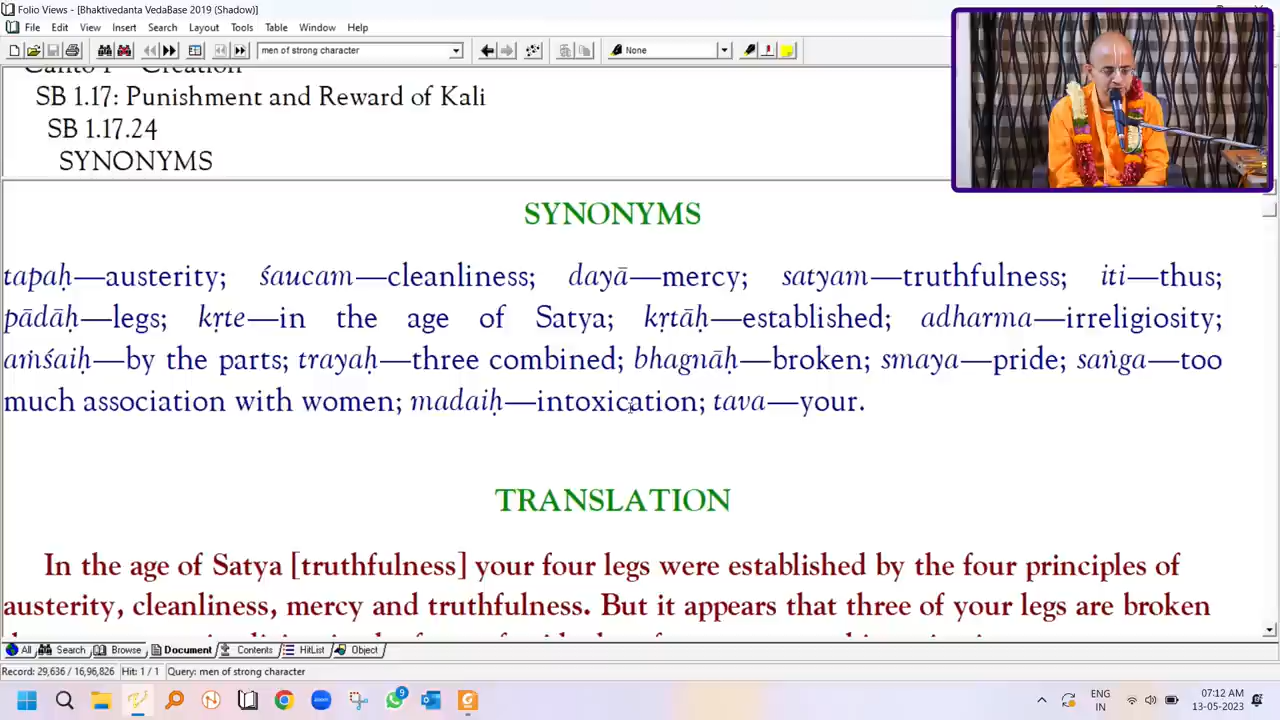 Folio Views - [Bhaktivedanta VedaBase 2019 (Shadow)]
File Edit View Insert Search Layout Tools Table Window Help
men of strong character None
Canto 1 - Creation
SB 1.17: Punishment and Reward of Kali
SB 1.17.24
SYNONYMS
SYNONYMS
tapaḥ—austerity; śaucam—cleanliness; dayā—mercy; satyam—truthfulness; iti—thus;
pādāḥ—legs; kṛte—in the age of Satya; kṛtāḥ—established; adharma—irreligiosity;
aṁśaiḥ—by the parts; trayaḥ—three combined; bhagnāḥ—broken; smaya—pride; saṅga—too
much association with women; madaiḥ—intoxication; tava—your.
TRANSLATION
In the age of Satya [truthfulness] your four legs were established by the four principles of
austerity, cleanliness, mercy and truthfulness. But it appears that three of your legs are broken
All Search Browse Document Contents HitList Object
Record: 29,636 / 16,96,826 Hit: 1 / 1 Query: men of strong character
9 ENG 07:12 AM
IN 13-05-2023